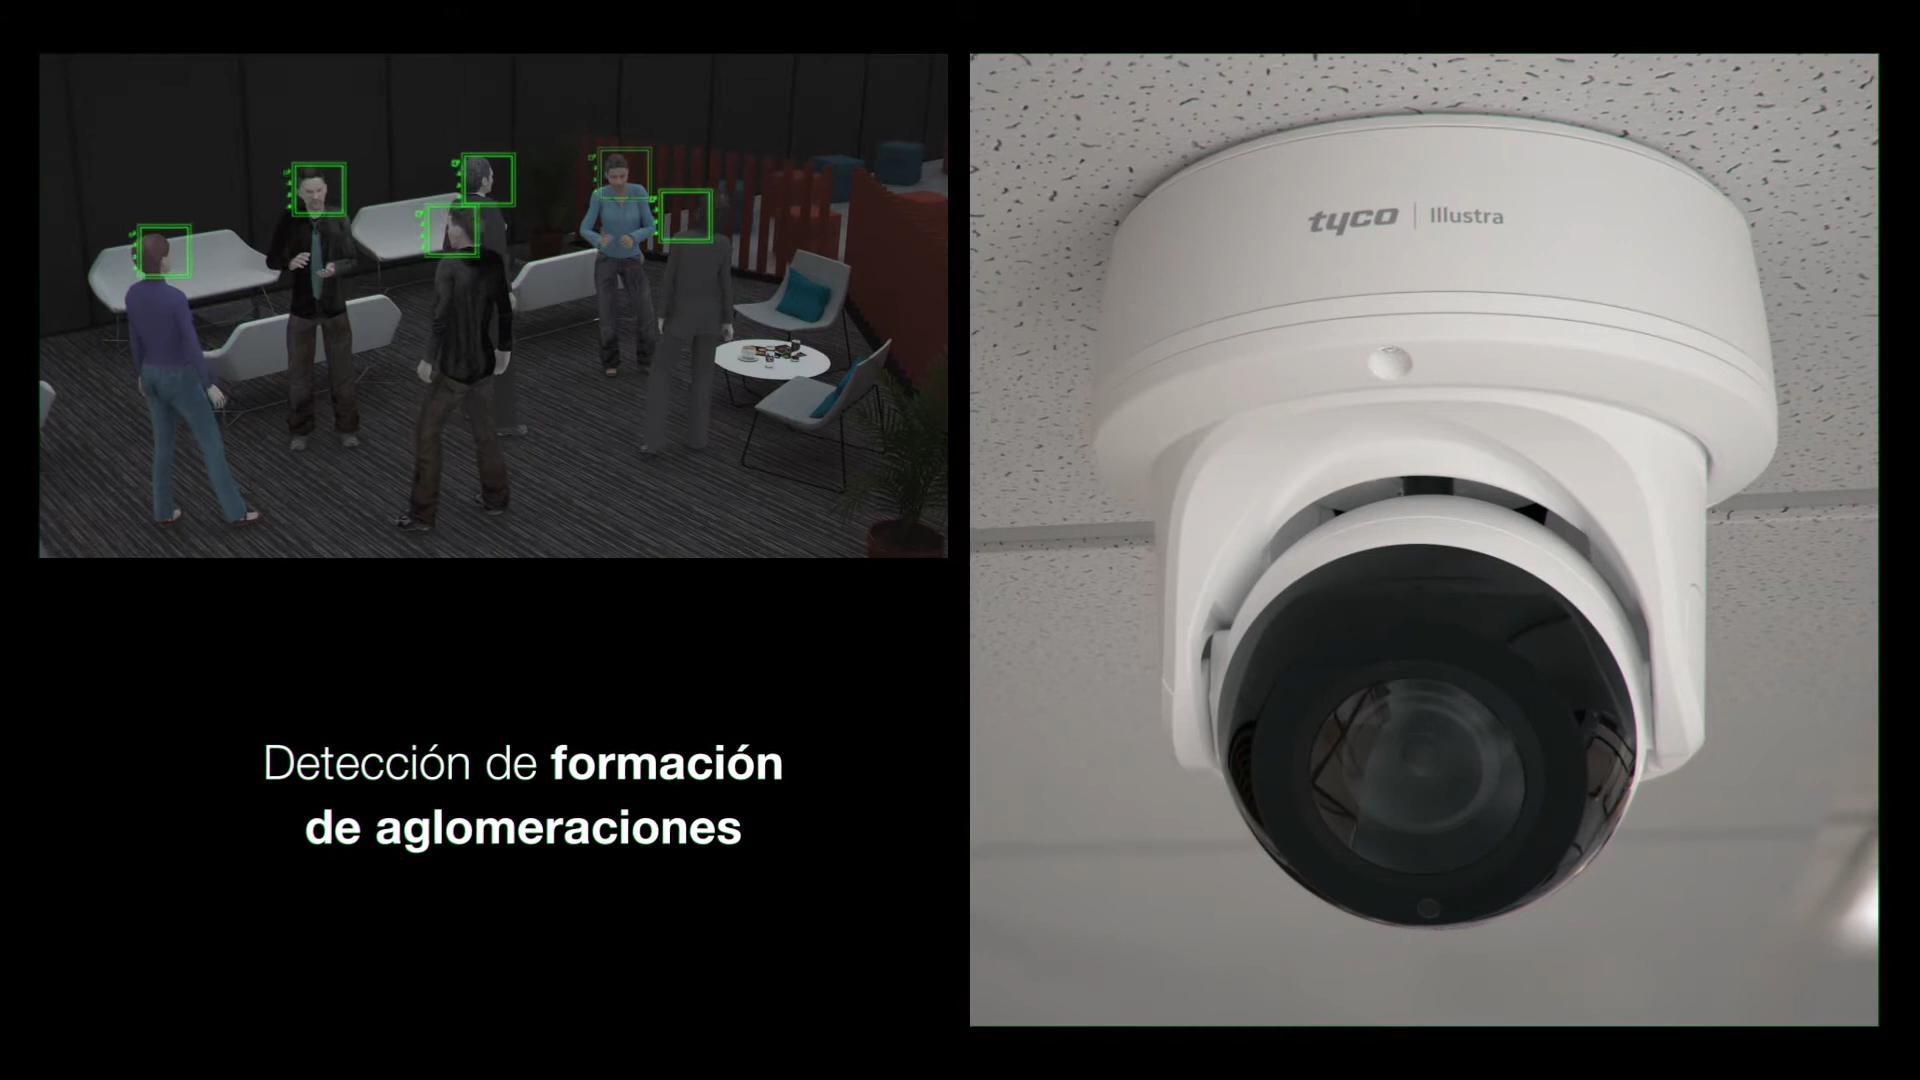 tyco | Illustra
Detección de formación
de aglomeraciones